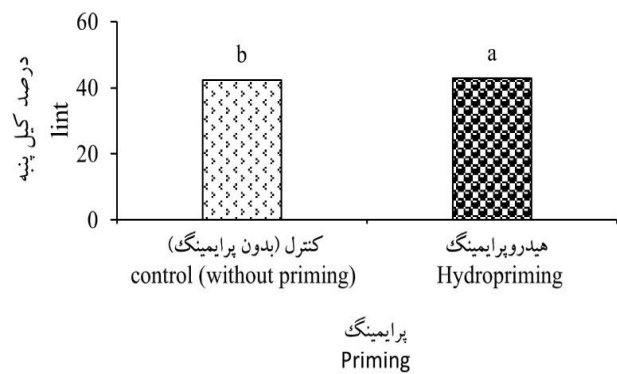 60
40
20
0
درصد کیل پنبه
lint
b
a
کنترل (بدون پرایمینگ)
control (without priming)
هیدروپرایمینگ
Hydropriming
پرایمینگ
Priming